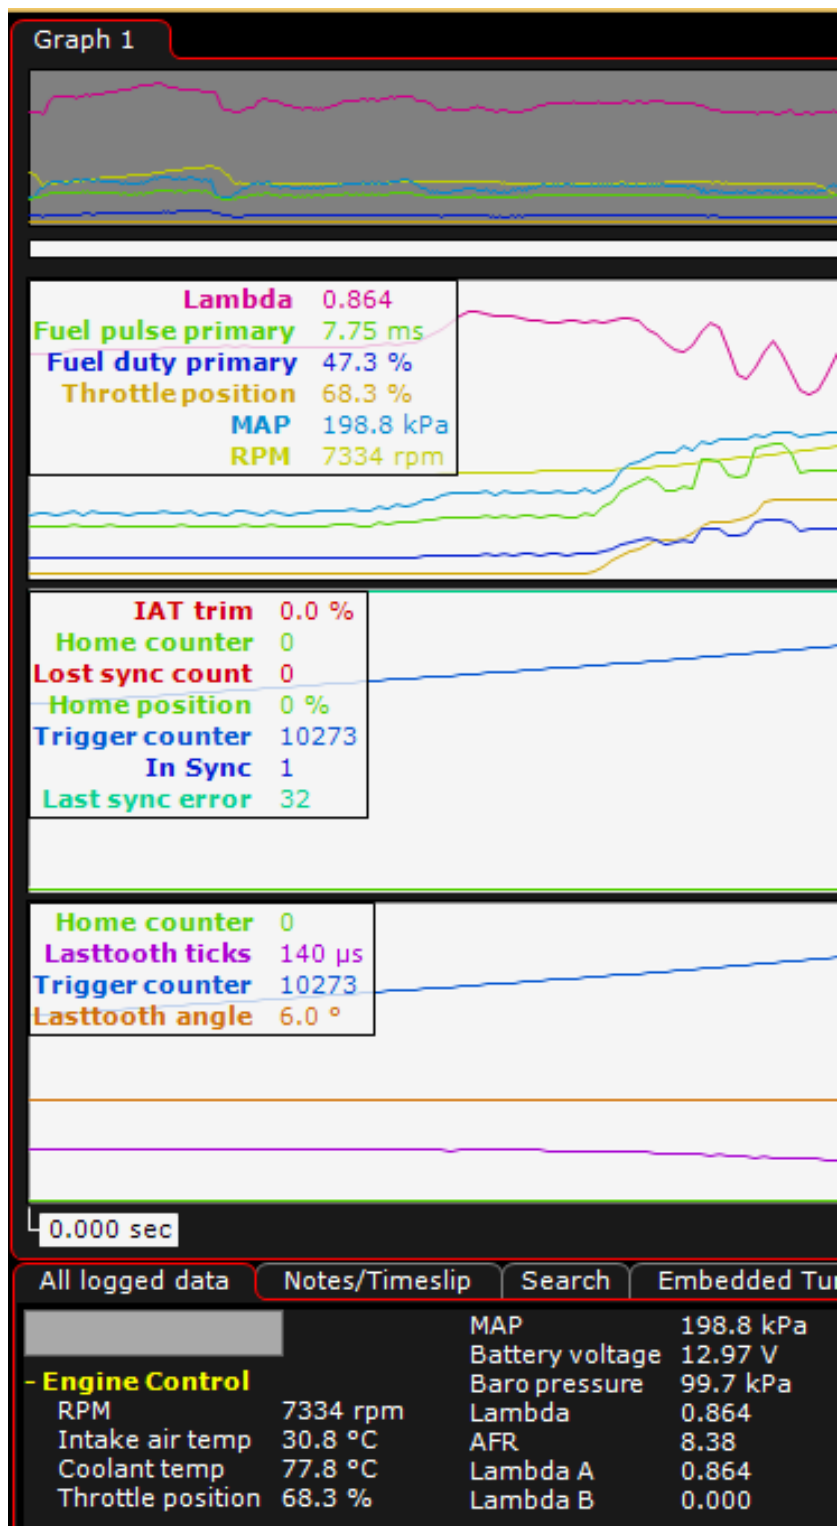 Graph 1
Lambda 0.864
Fuel pulse primary 7.75 ms
Fuel duty primary 47.3 %
Throttle position 68.3 %
MAP 198.8 kPa
RPM 7334 rpm
IAT trim 0.0 %
Home counter 0
Lost sync count 0
Home position 0 %
Trigger counter 10273
In Sync 1
Last sync error 32
Home counter 0
Lasttooth ticks 140 µs
Trigger counter 10273
Lasttooth angle 6.0 °
0.000 sec
All logged data Notes/Timeslip Search Embedded Tu
- Engine Control
RPM 7334 rpm
Intake air temp 30.8 °C
Coolant temp 77.8 °C
Throttle position 68.3 %
MAP 198.8 kPa
Battery voltage 12.97 V
Baro pressure 99.7 kPa
Lambda 0.864
AFR 8.38
Lambda A 0.864
Lambda B 0.000